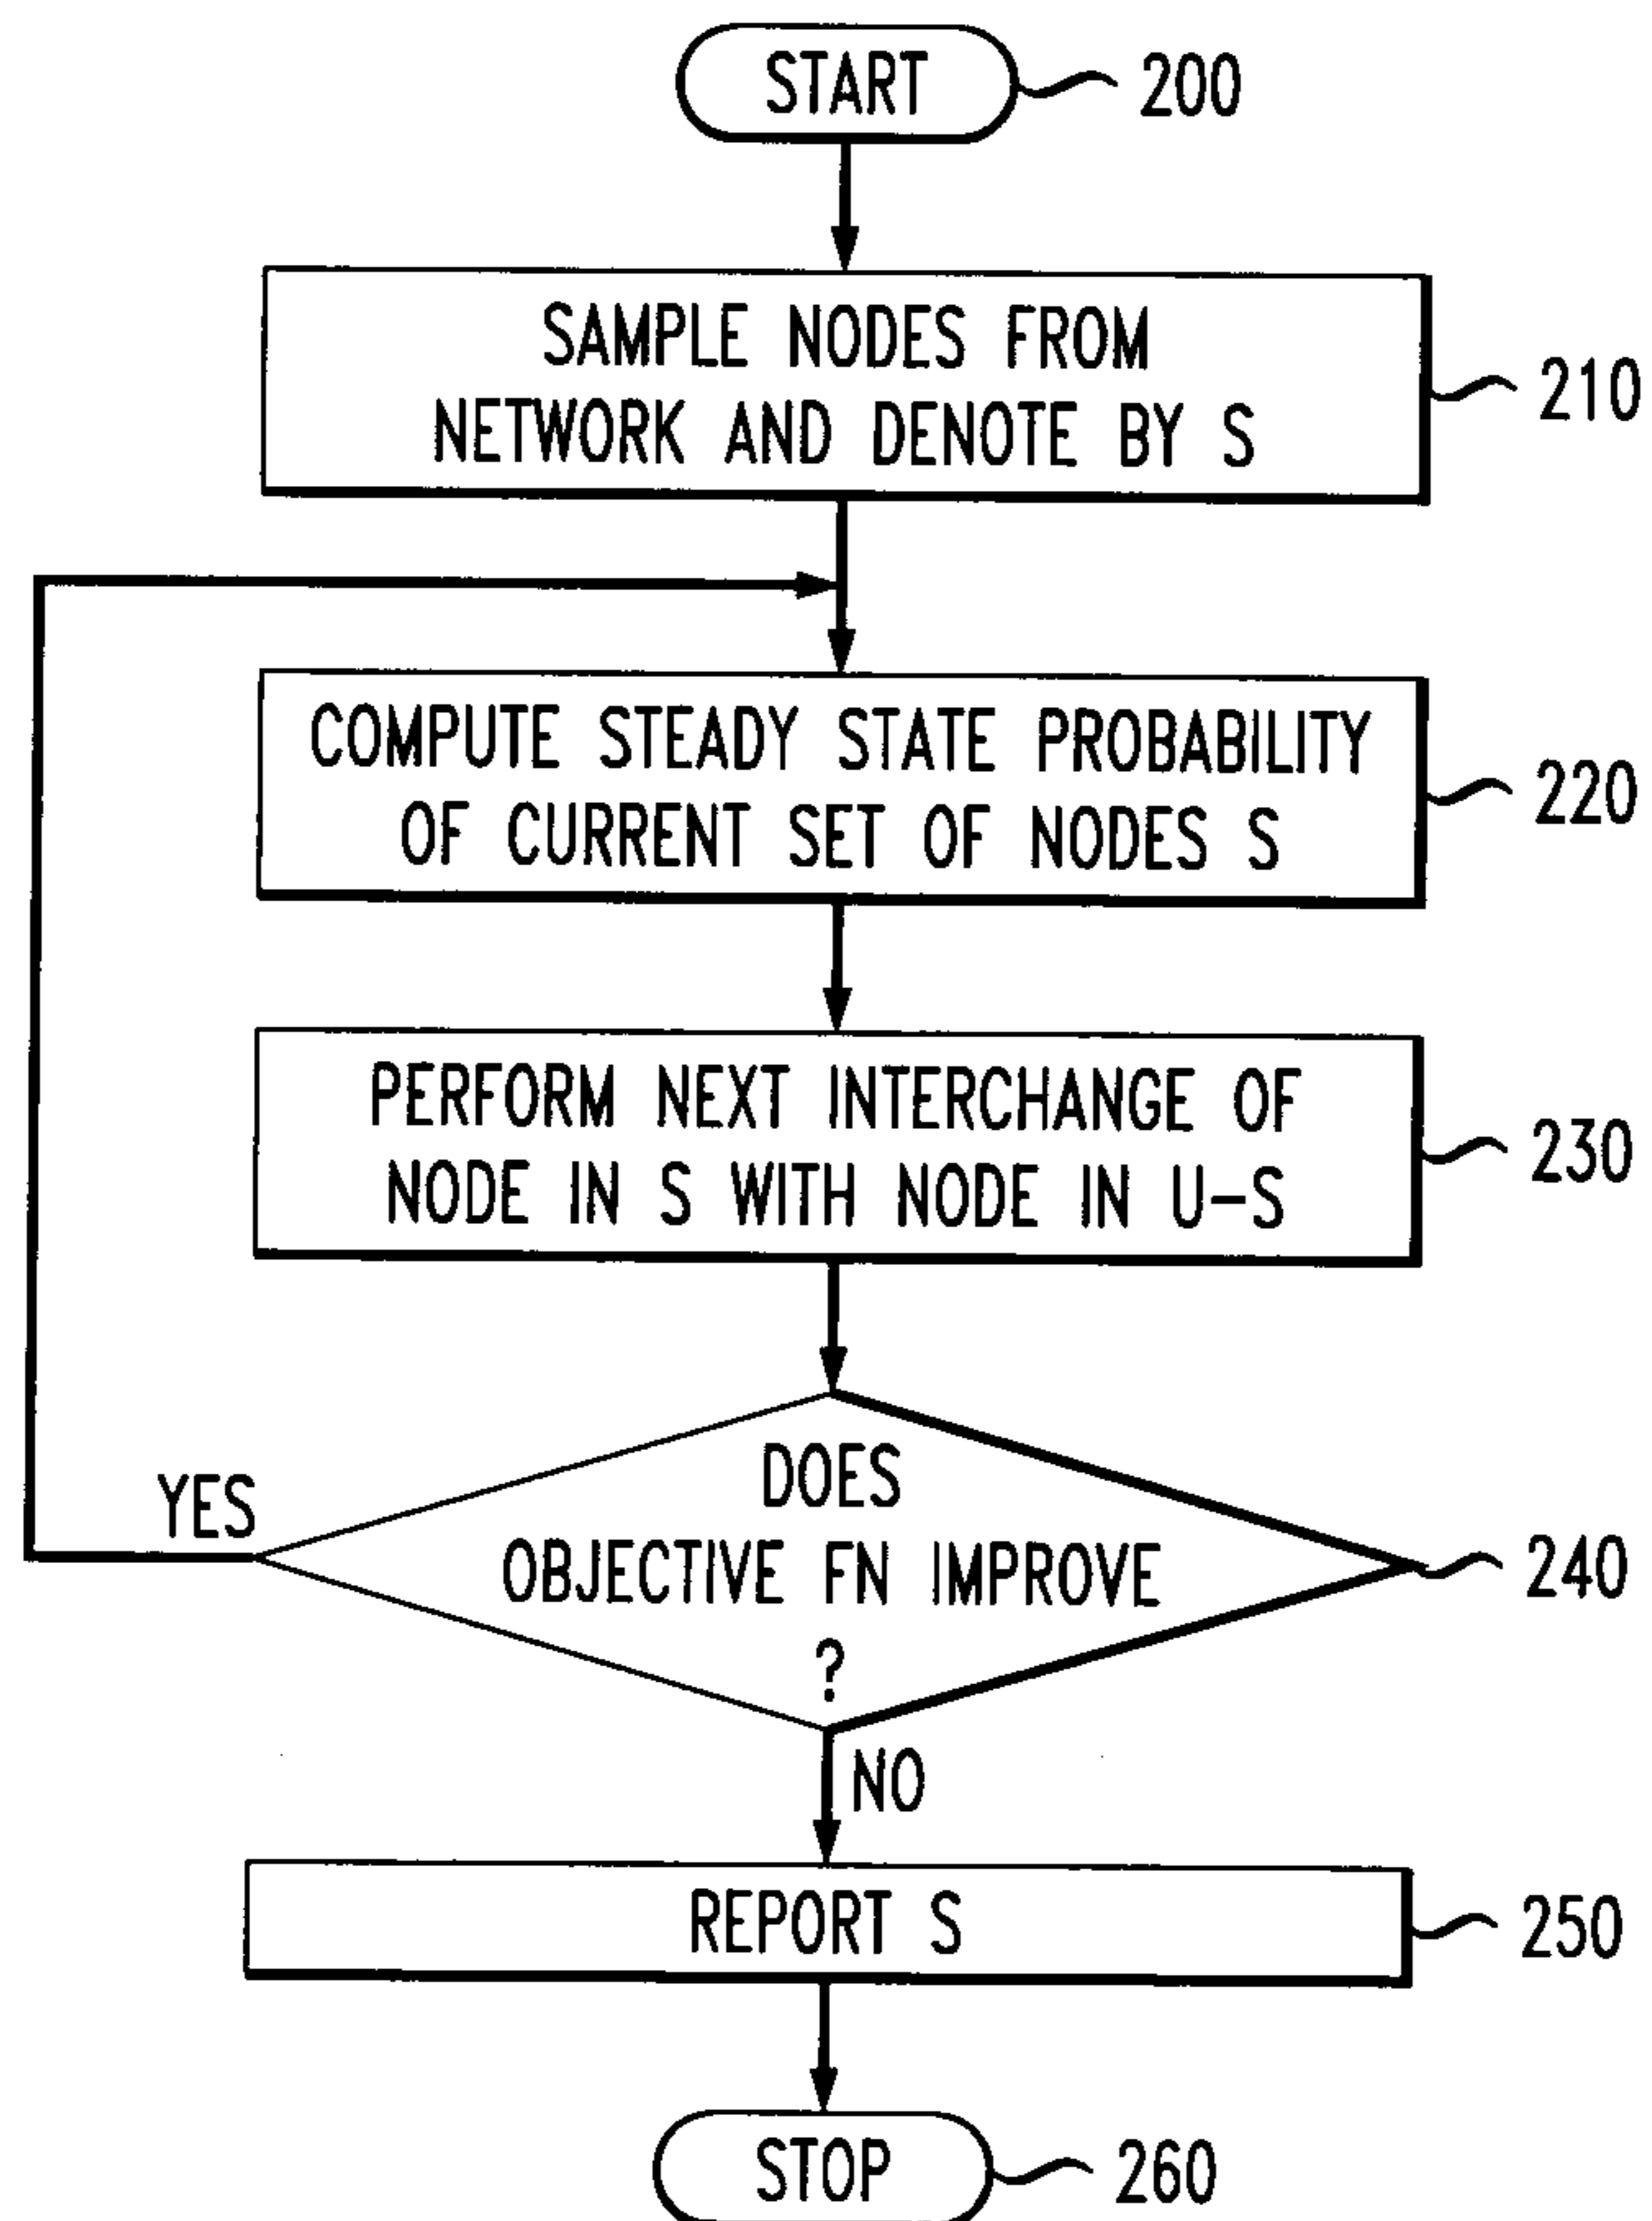 START
200
SAMPLE NODES FROM
NETWORK AND DENOTE BY S
210
COMPUTE STEADY STATE PROBABILITY
OF CURRENT SET OF NODES S
220
PERFORM NEXT INTERCHANGE OF
NODE IN S WITH NODE IN U-S
230
DOES
OBJECTIVE FN IMPROVE
?
240
YES
NO
REPORT S
250
STOP
260